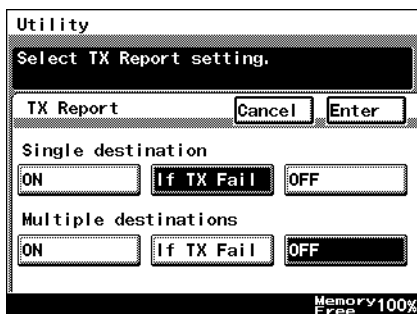 Utility
Select TX Report setting.
TX Report Cancel Enter
Single destination
ON If TX Fail OFF
Multiple destinations
ON If TX Fail OFF
Memory
Free 100%